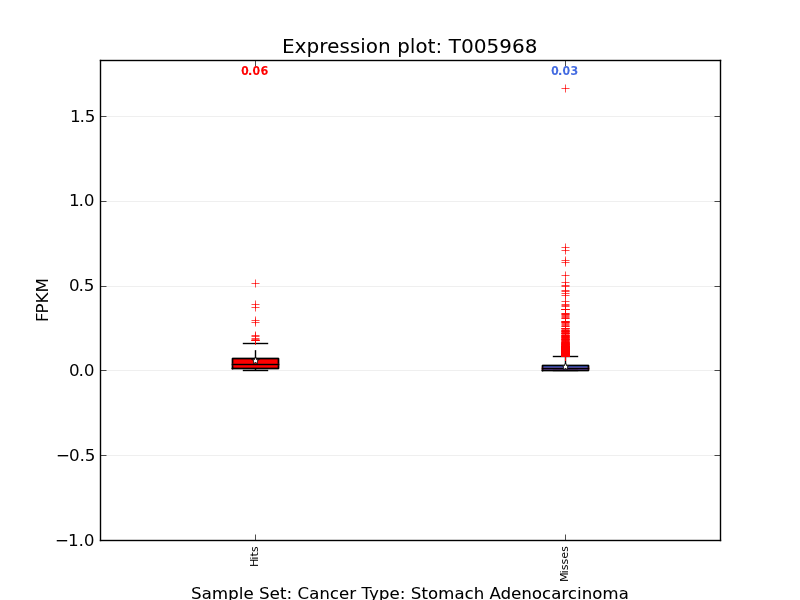 Expression plot: T005968
0.06
0.03
1.5
1.0
0.5
0.0
−0.5
−1.0
FPKM
Hits
Misses
Sample Set: Cancer Type: Stomach Adenocarcinoma